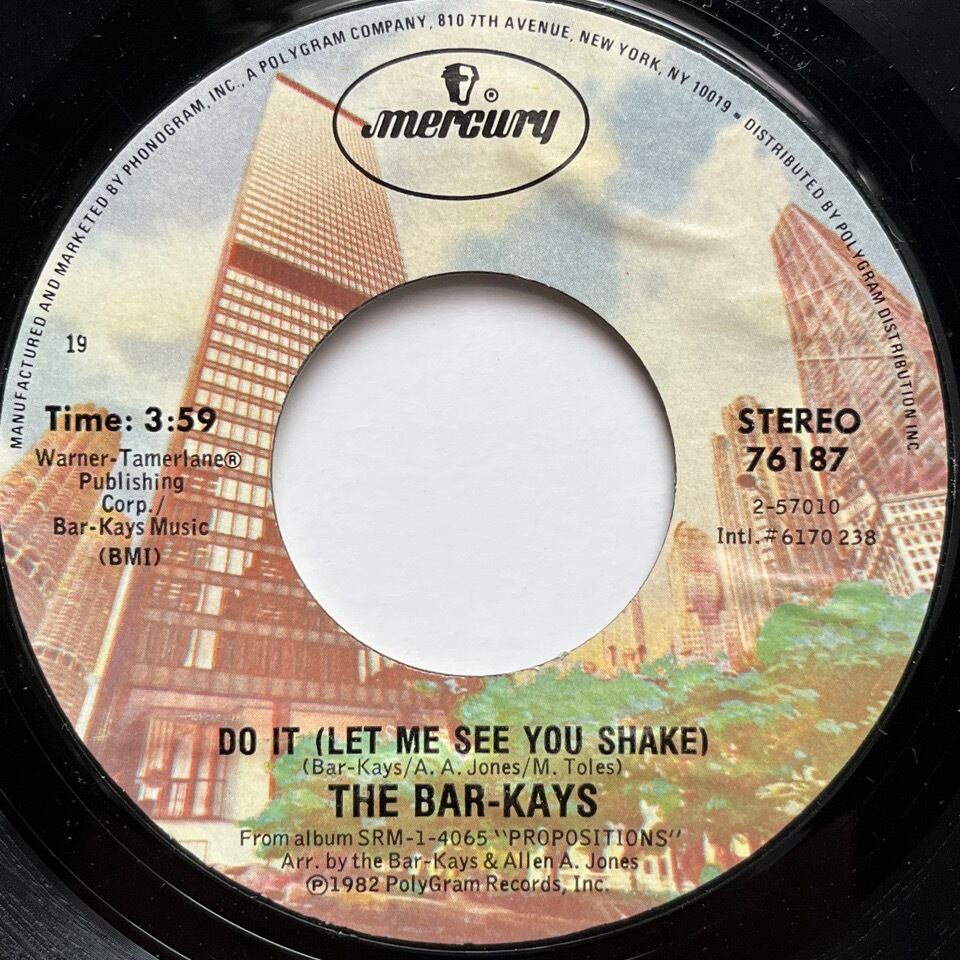 MANUFACTURED AND MARKETED BY PHONOGRAM, INC., A POLYGRAM COMPANY, 810 7TH AVENUE, NEW YORK, NY 10019 • DISTRIBUTED BY POLYGRAM DISTRIBUTION INC
®
mercury
19
Time: 3:59
Warner-Tamerlane®
Publishing
Corp./
Bar-Kays Music
(BMI)
STEREO
76187
2-57010
Intl.#6170 238
DO IT (LET ME SEE YOU SHAKE)
(Bar-Kays/A. A. Jones/M. Toles)
THE BAR-KAYS
From album SRM-1-4065 "PROPOSITIONS"
Arr. by the Bar-Kays & Allen A. Jones
℗1982 PolyGram Records, Inc.